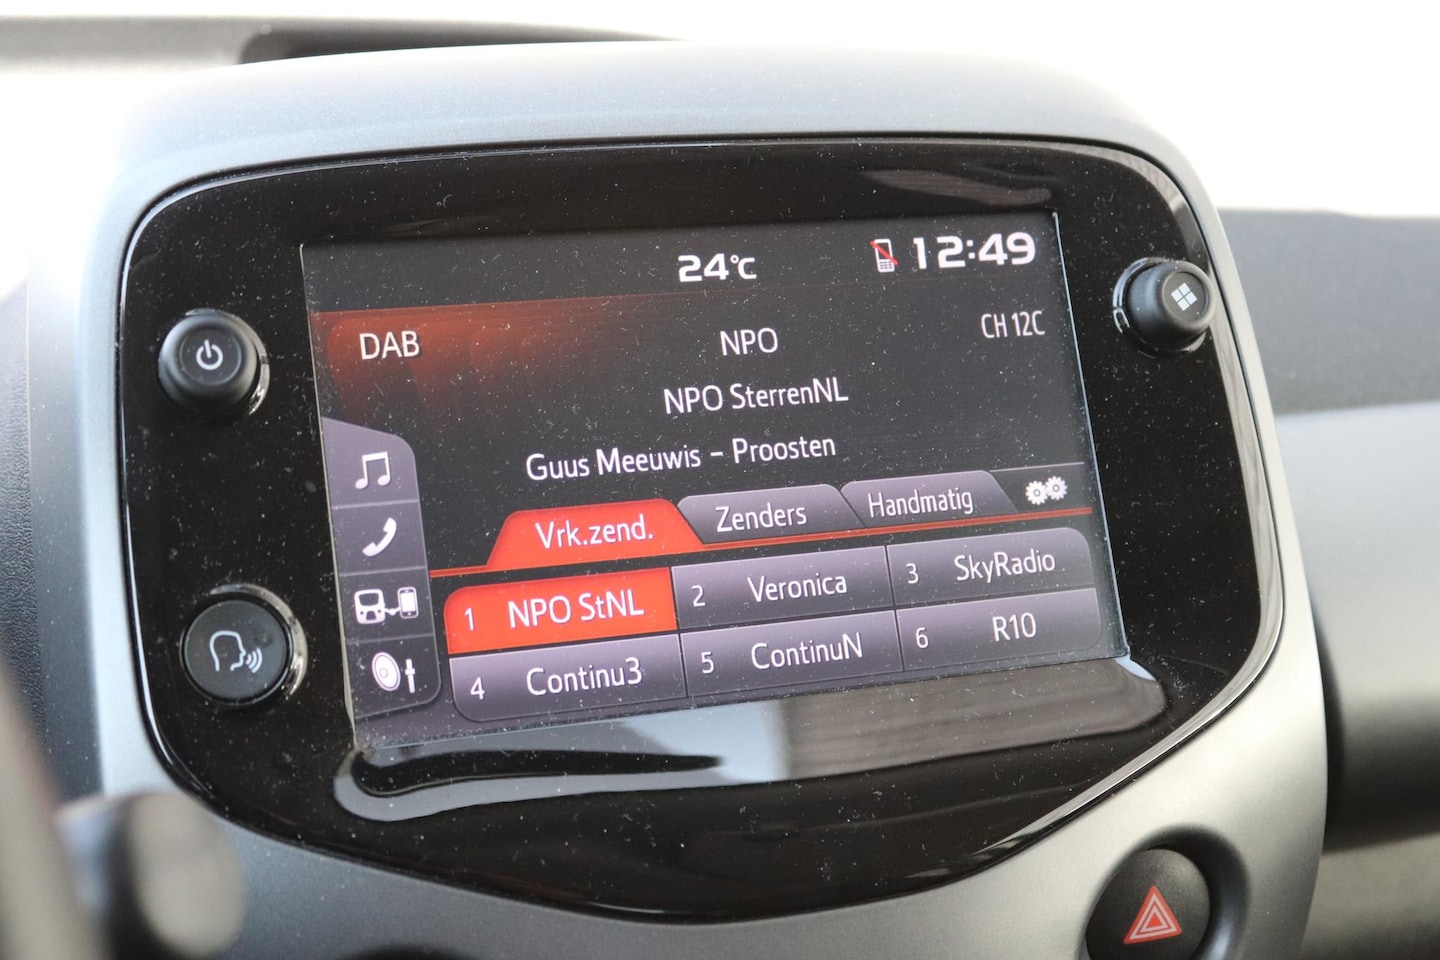 24°C 12:49
DAB NPO CH 12C
NPO SterrenNL
Guus Meeuwis - Proosten
Vrk.zend. Zenders Handmatig
1 NPO StNL 2 Veronica 3 SkyRadio
4 Continu3 5 ContinuN 6 R10